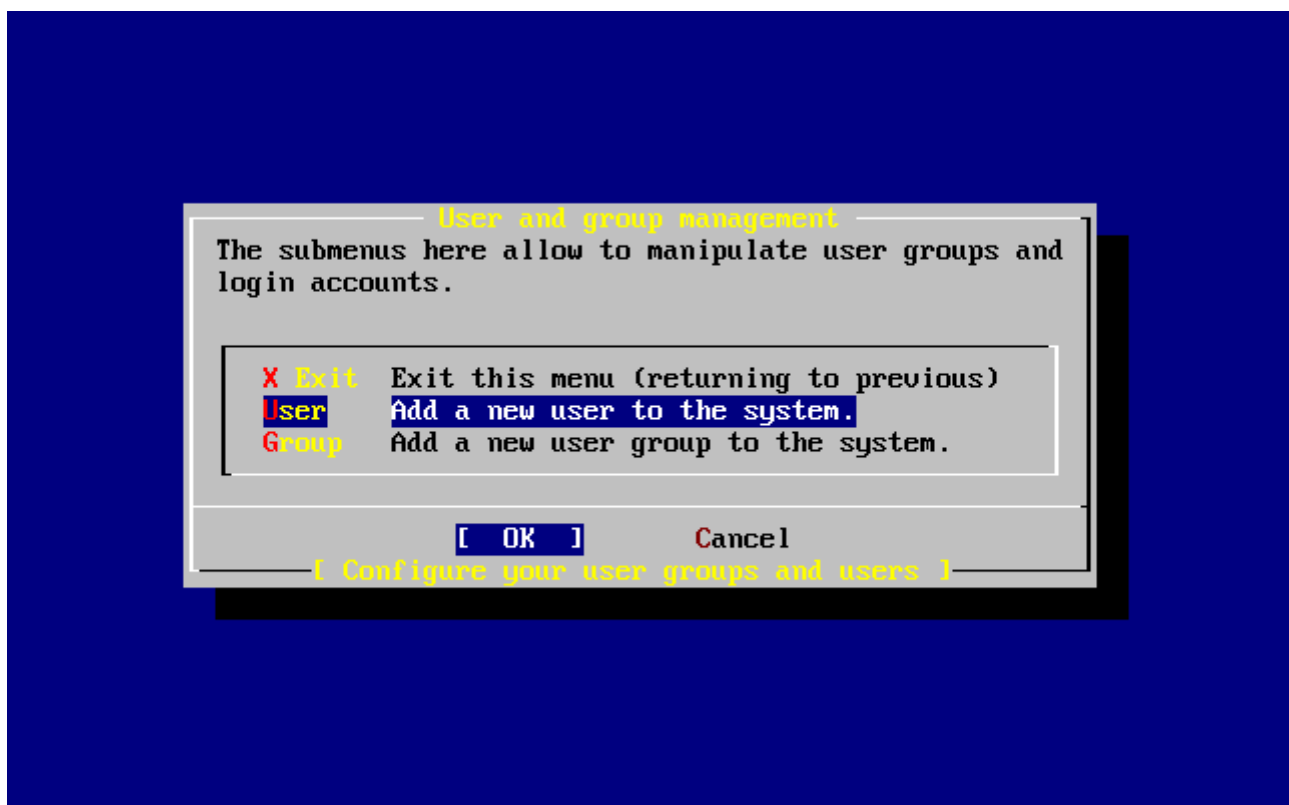 User and group management
The submenus here allow to manipulate user groups and
login accounts.
X Exit Exit this menu (returning to previous)
User Add a new user to the system.
Group Add a new user group to the system.
[ OK ] Cancel
[ Configure your user groups and users ]